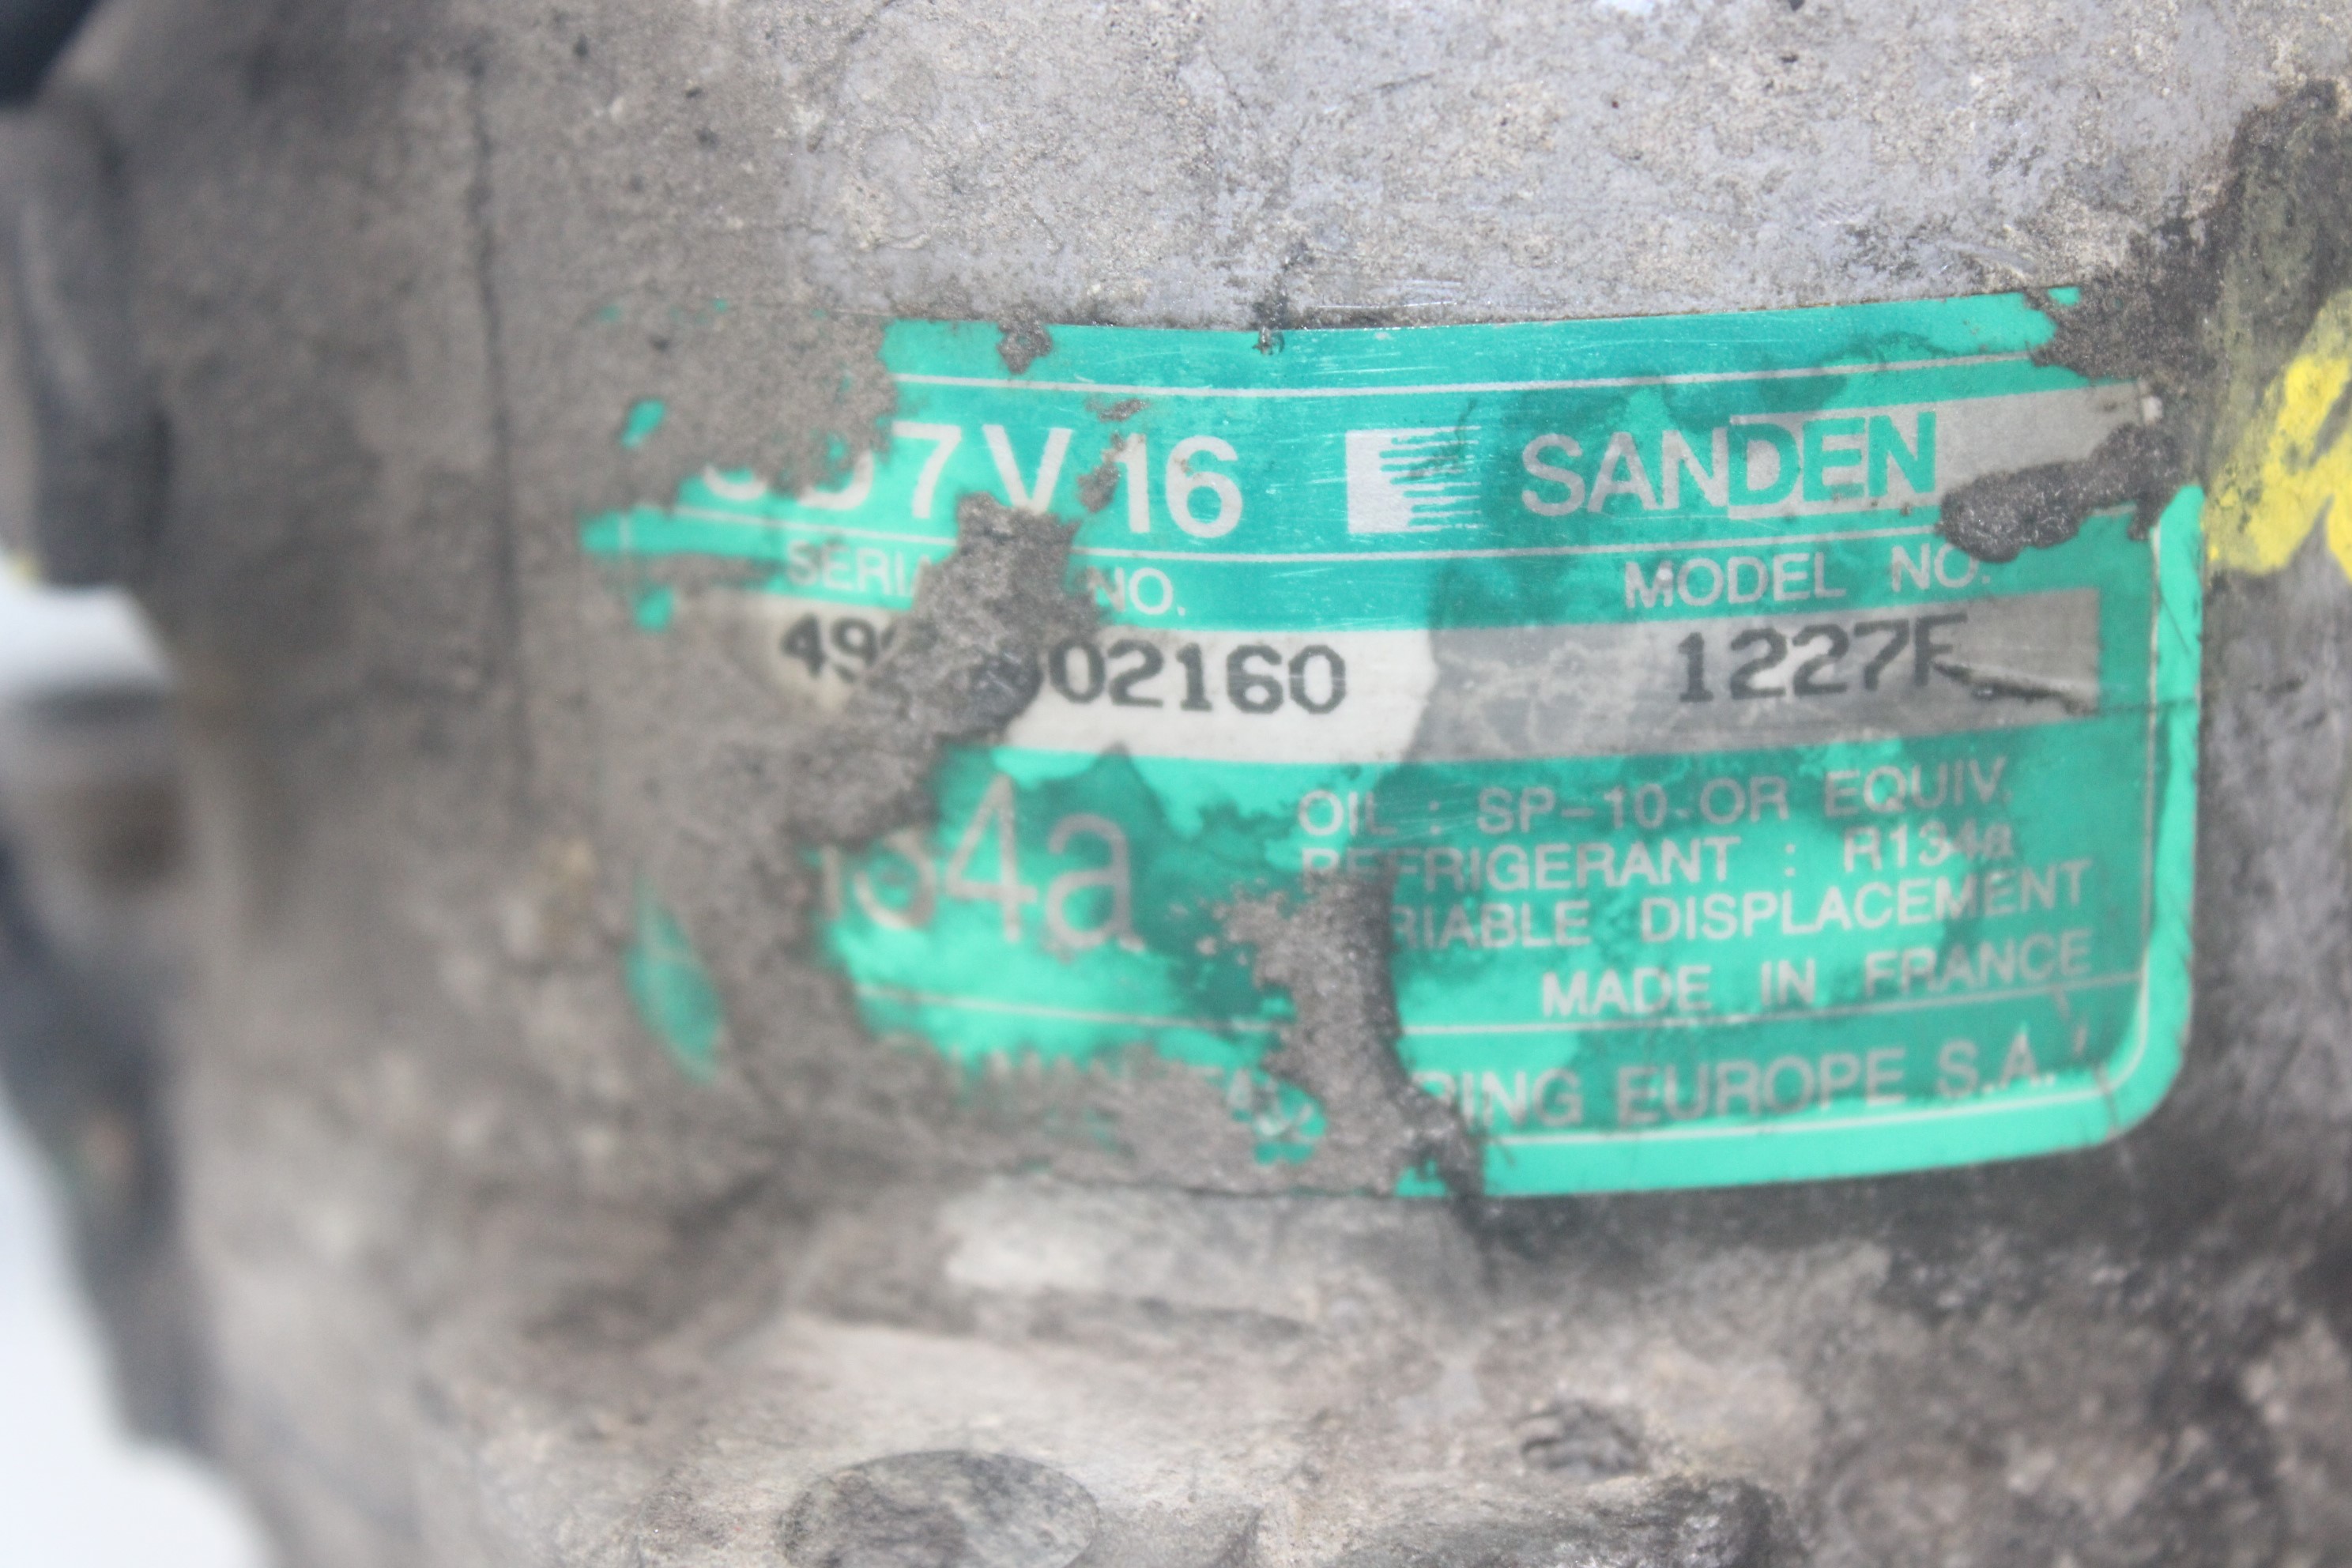 7V16 SANDEN
NO. MODEL NO.
02160 1227F
134a
OIL : SP-10 OR EQUIV.
REFRIGERANT : R134a
DISPLACEMENT
MADE IN FRANCE
EUROPE S.A.